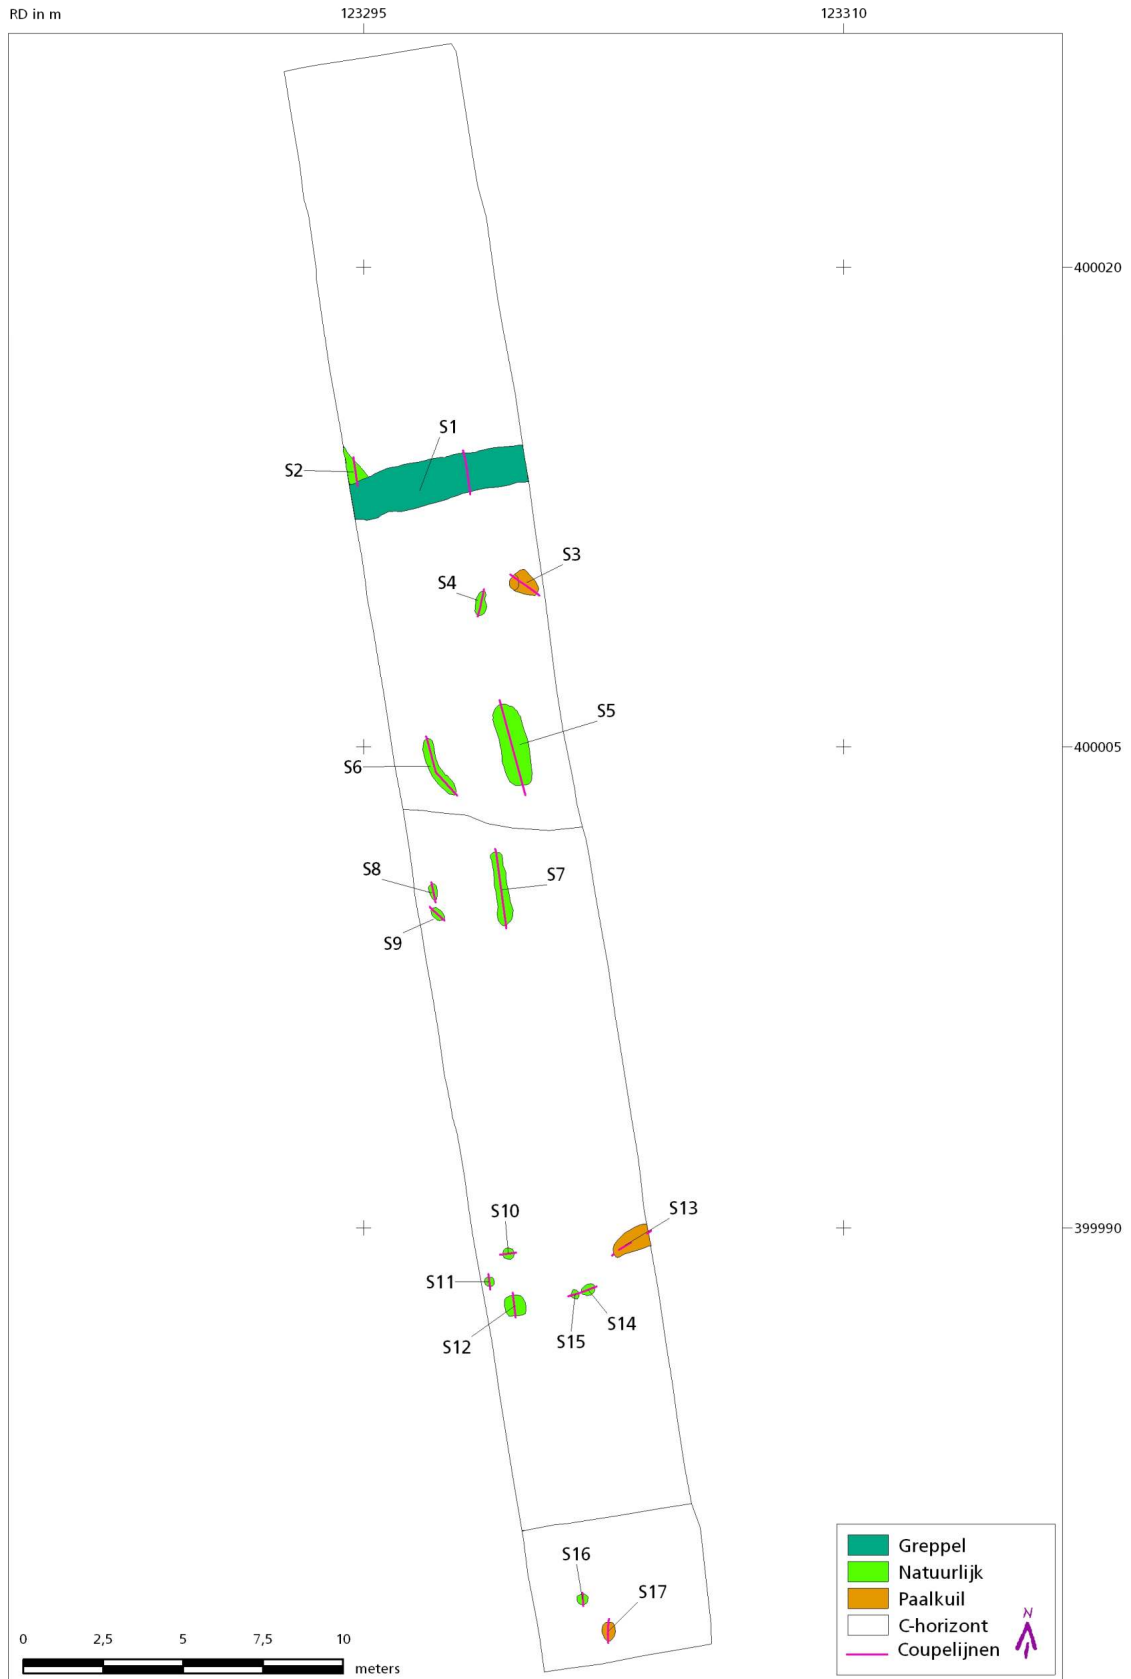 RD in m
123295 123310
400020
S1
S2
S3
S4
S5
400005
S6
S8 S7
S9
399990
S10 S13
S11
S14
S15
S12
S16
S17
Greppel
Natuurlijk
Paalkuil
C-horizont
Coupelijnen
N
0 2,5 5 7,5 10
meters